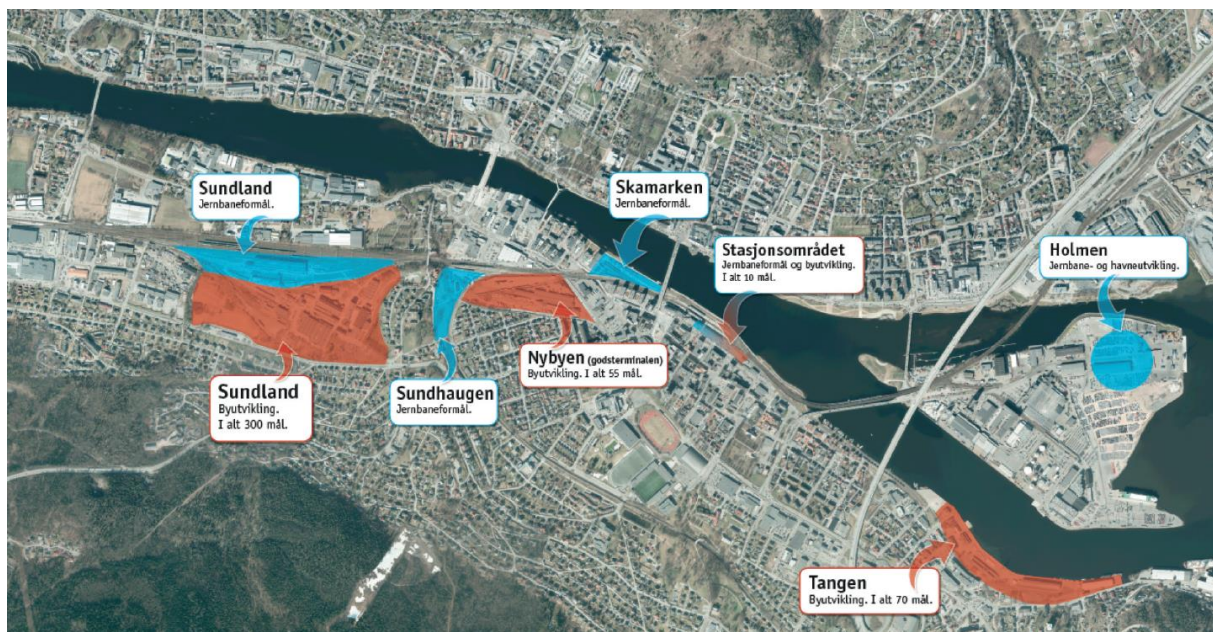 Sundland
Jernbaneformål.
Skamarken
Jernbaneformål.
Stasjonsområdet
Jernbaneformål og byutvikling.
I alt 10 mål.
Holmen
Jernbane- og havneutvikling.
Sundland
Byutvikling.
I alt 300 mål.
Sundhaugen
Jernbaneformål.
Nybyen (godsterminalen)
Byutvikling. I alt 55 mål.
Tangen
Byutvikling. I alt 70 mål.